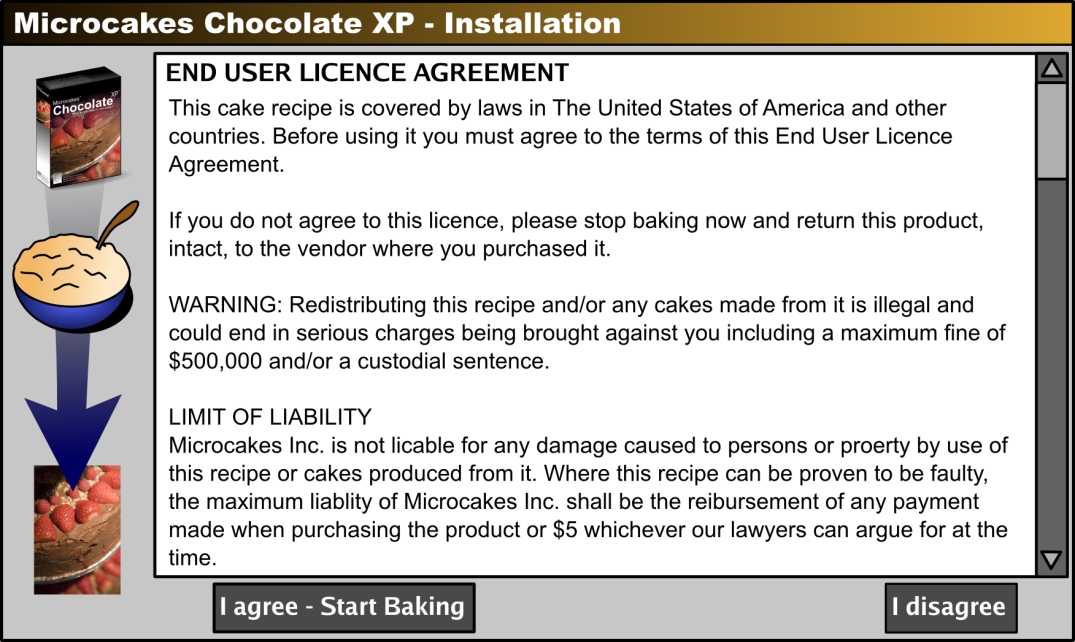 Microcakes Chocolate XP - Installation
Microcakes
Chocolate XP
END USER LICENCE AGREEMENT
This cake recipe is covered by laws in The United States of America and other
countries. Before using it you must agree to the terms of this End User Licence
Agreement.
If you do not agree to this licence, please stop baking now and return this product,
intact, to the vendor where you purchased it.
WARNING: Redistributing this recipe and/or any cakes made from it is illegal and
could end in serious charges being brought against you including a maximum fine of
$500,000 and/or a custodial sentence.
LIMIT OF LIABILITY
Microcakes Inc. is not licable for any damage caused to persons or proerty by use of
this recipe or cakes produced from it. Where this recipe can be proven to be faulty,
the maximum liablity of Microcakes Inc. shall be the reibursement of any payment
made when purchasing the product or $5 whichever our lawyers can argue for at the
time.
I agree - Start Baking
I disagree